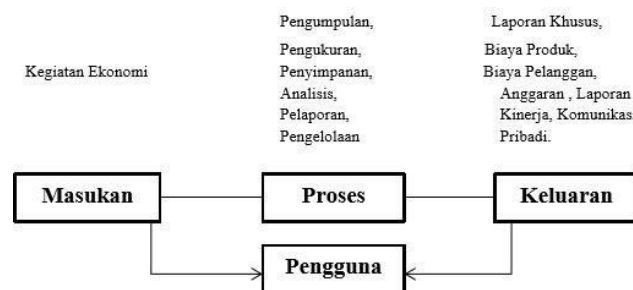 Kegiatan Ekonomi
Pengumpulan,
Pengukuran,
Penyimpanan,
Analisis,
Pelaporan,
Pengelolaan
Laporan Khusus,
Biaya Produk,
Biaya Pelanggan,
Anggaran , Laporan
Kinerja, Komunikas
Pribadi.
Masukan
Proses
Keluaran
Pengguna